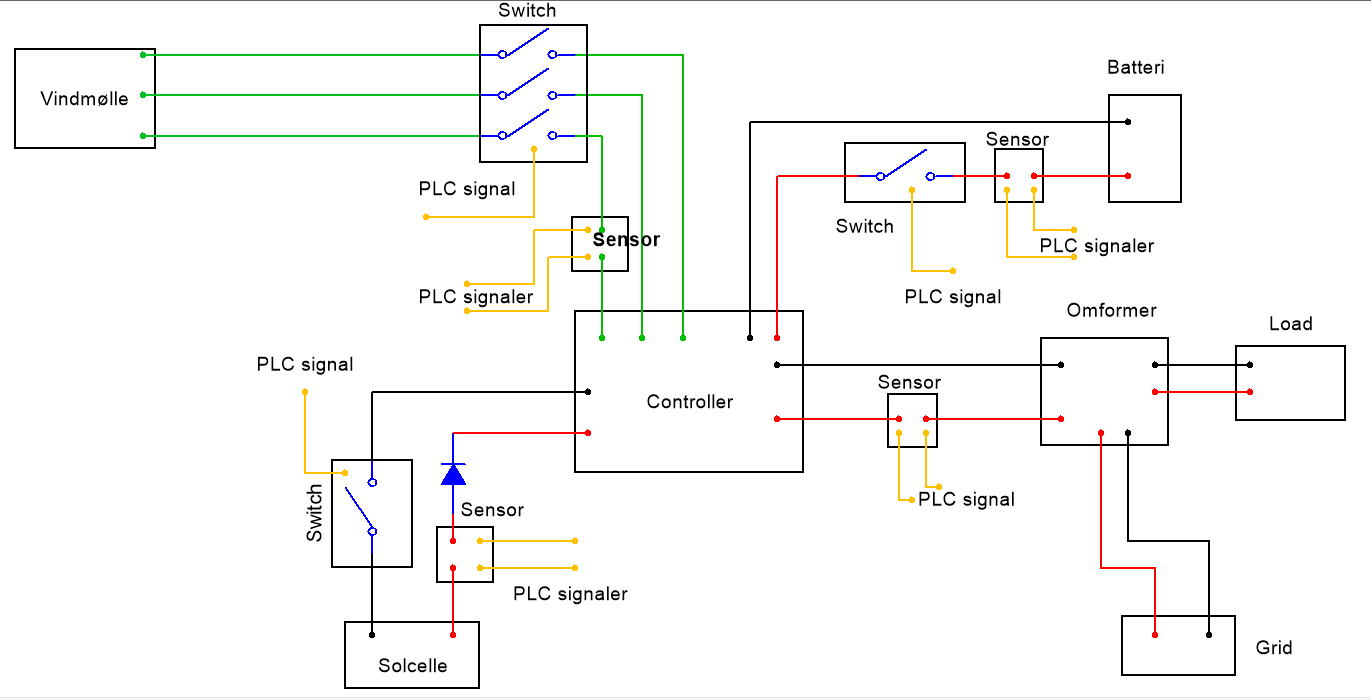 Switch
Vindmølle
Batteri
Sensor
PLC signal
Switch
Sensor
PLC signaler
PLC signaler
PLC signal
Omformer
Load
PLC signal
Sensor
Controller
PLC signal
Switch
Sensor
PLC signaler
Solcelle
Grid